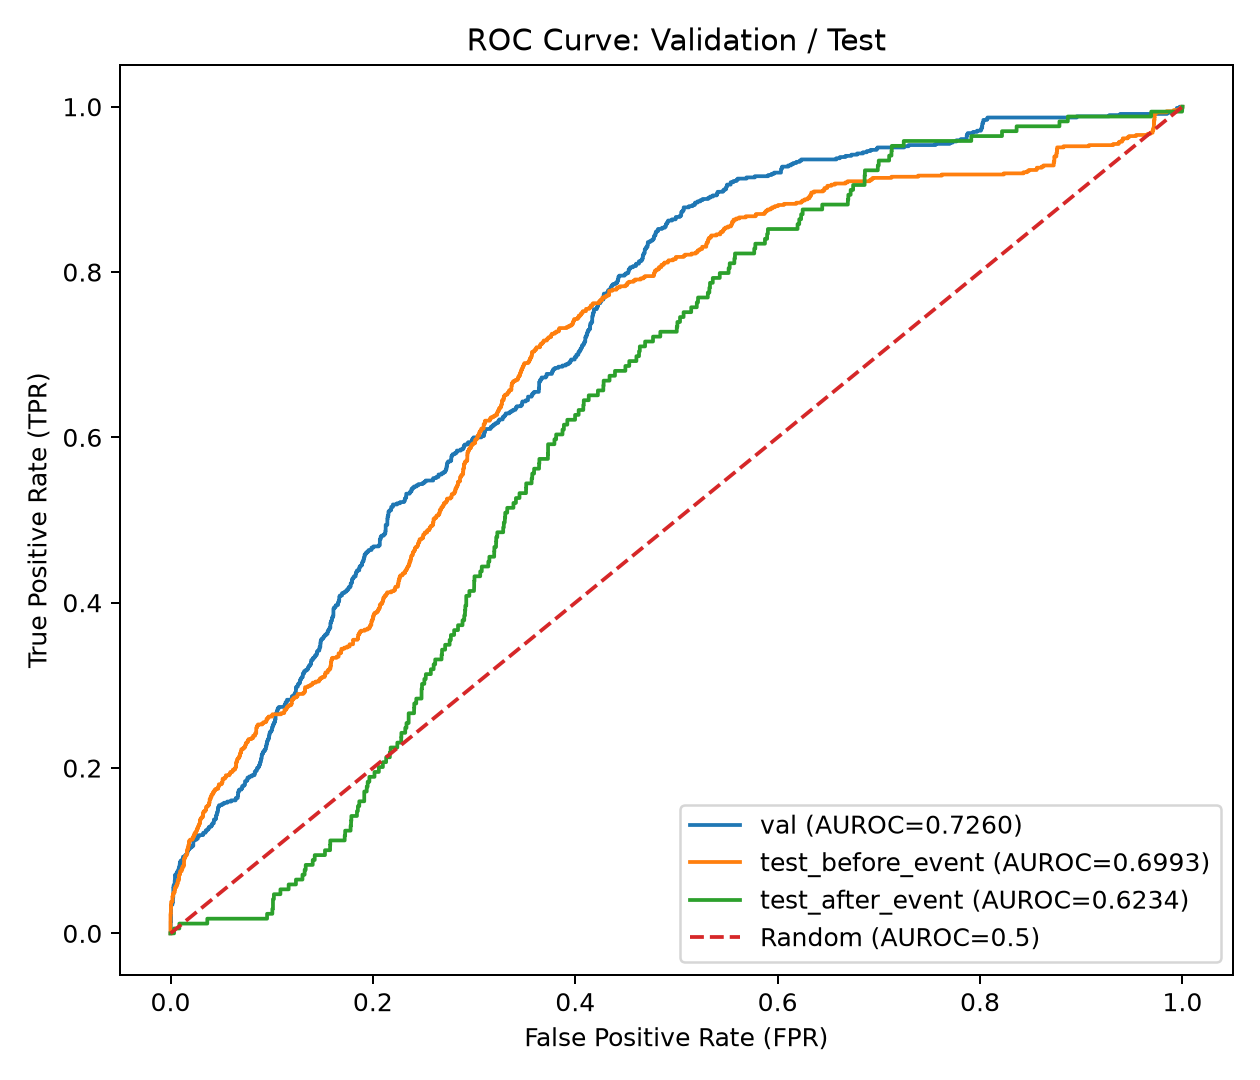 ROC Curve: Validation / Test
True Positive Rate (TPR)
1.0
0.8
0.6
0.4
0.2
0.0
0.0 0.2 0.4 0.6 0.8 1.0
False Positive Rate (FPR)
val (AUROC=0.7260)
test_before_event (AUROC=0.6993)
test_after_event (AUROC=0.6234)
Random (AUROC=0.5)